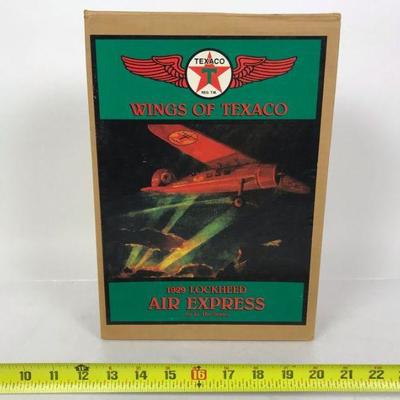 TEXACO
T
REG. T.M.
WINGS OF TEXACO
1929 LOCKHEED
AIR EXPRESS
10 11 12 13 14 15 16 17 18 19 20 21 22